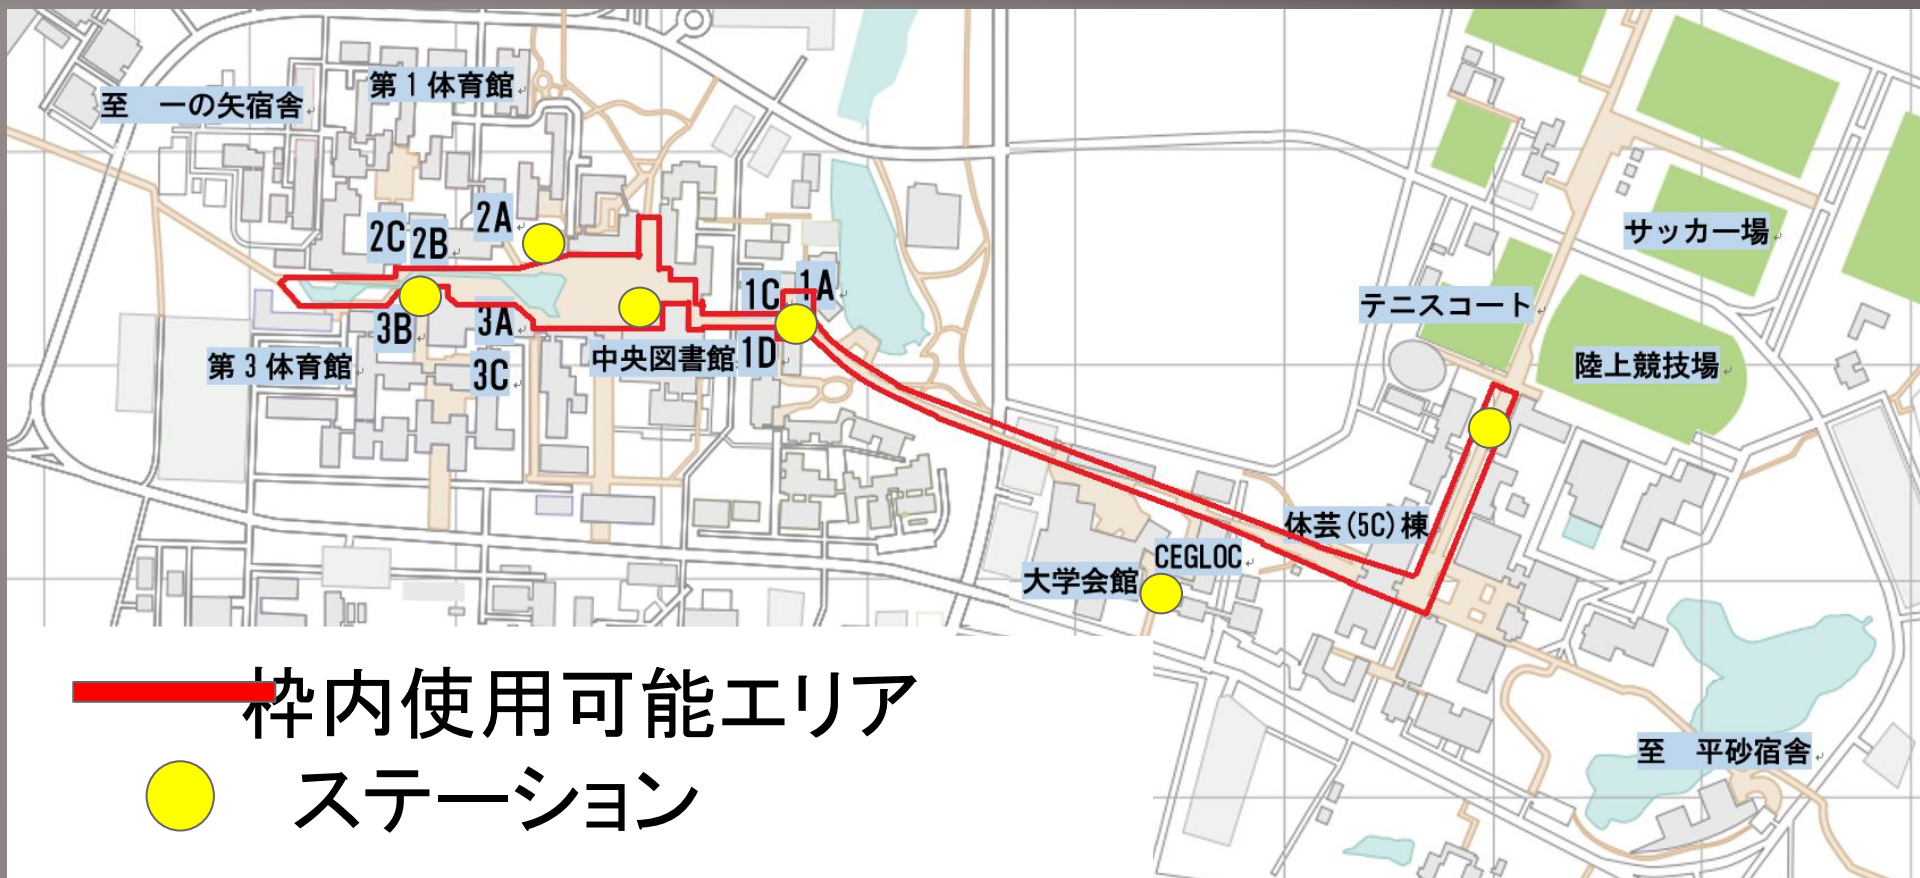 第1体育館
至　一の矢宿舎
2A
2C
2B
サッカー場
1C
1A
テニスコート
3B
3A
中央図書館
1D
第3体育館
3C
陸上競技場
体芸(5C)棟
CEGLOC
大学会館
枠内使用可能エリア
至　平砂宿舎
ステーション